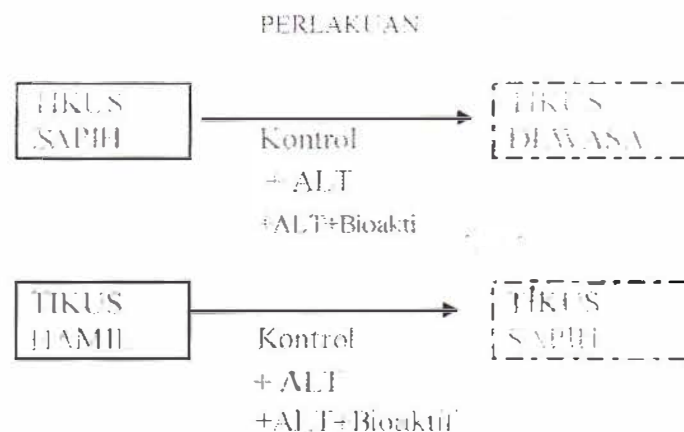 PERLAKUAN
TIKUS
SAPIH
Kontrol
+ ALT
+ALT+Bioakti
TIKUS
DEWASA
TIKUS
HAMIL
Kontrol
+ ALT
+ALT+Bioaktif
TIKUS
SAPIH